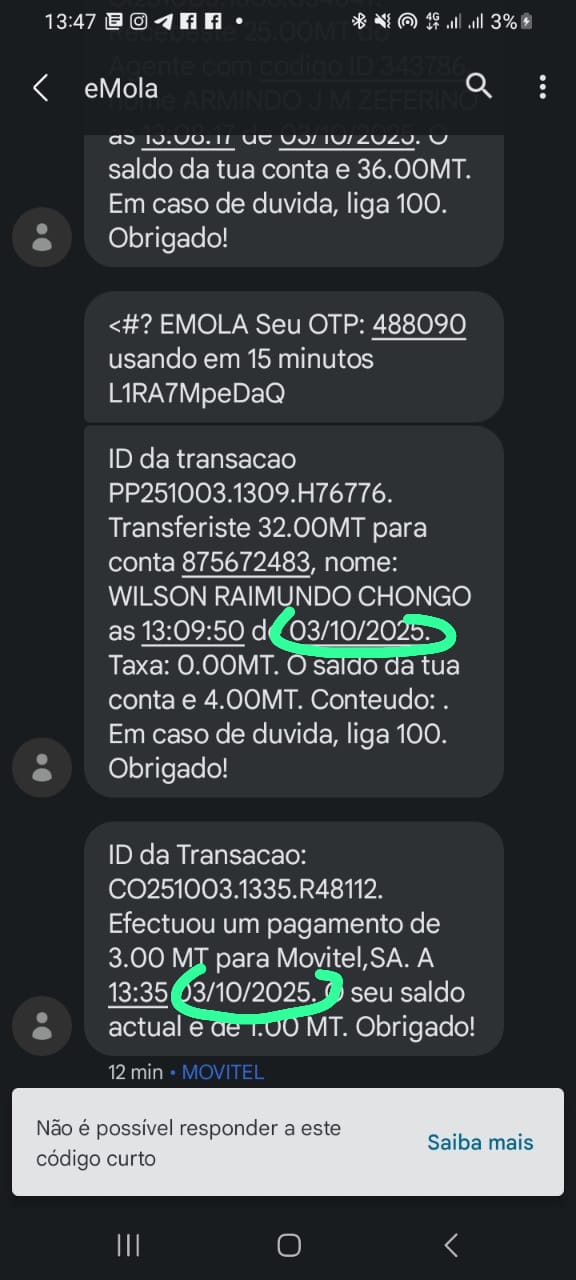 13:47
4G
3%
Agente com codigo ID 343786
nome ARMINDO J M ZEFERINO
eMola
as 13:08:17 de 03/10/2025. O
saldo da tua conta e 36.00MT.
Em caso de duvida, liga 100.
Obrigado!
<#? EMOLA Seu OTP: 488090
usando em 15 minutos
L1RA7MpeDaQ
ID da transacao
PP251003.1309.H76776.
Transferiste 32.00MT para
conta 875672483, nome:
WILSON RAIMUNDO CHONGO
as 13:09:50 d 03/10/2025.
Taxa: 0.00MT. O saldo da tua
conta e 4.00MT. Conteudo: .
Em caso de duvida, liga 100.
Obrigado!
ID da Transacao:
CO251003.1335.R48112.
Efectuou um pagamento de
3.00 MT para Movitel,SA. A
13:35 03/10/2025. O seu saldo
actual e de 1.00 MT. Obrigado!
12 min • MOVITEL
Não é possível responder a este
código curto
Saiba mais